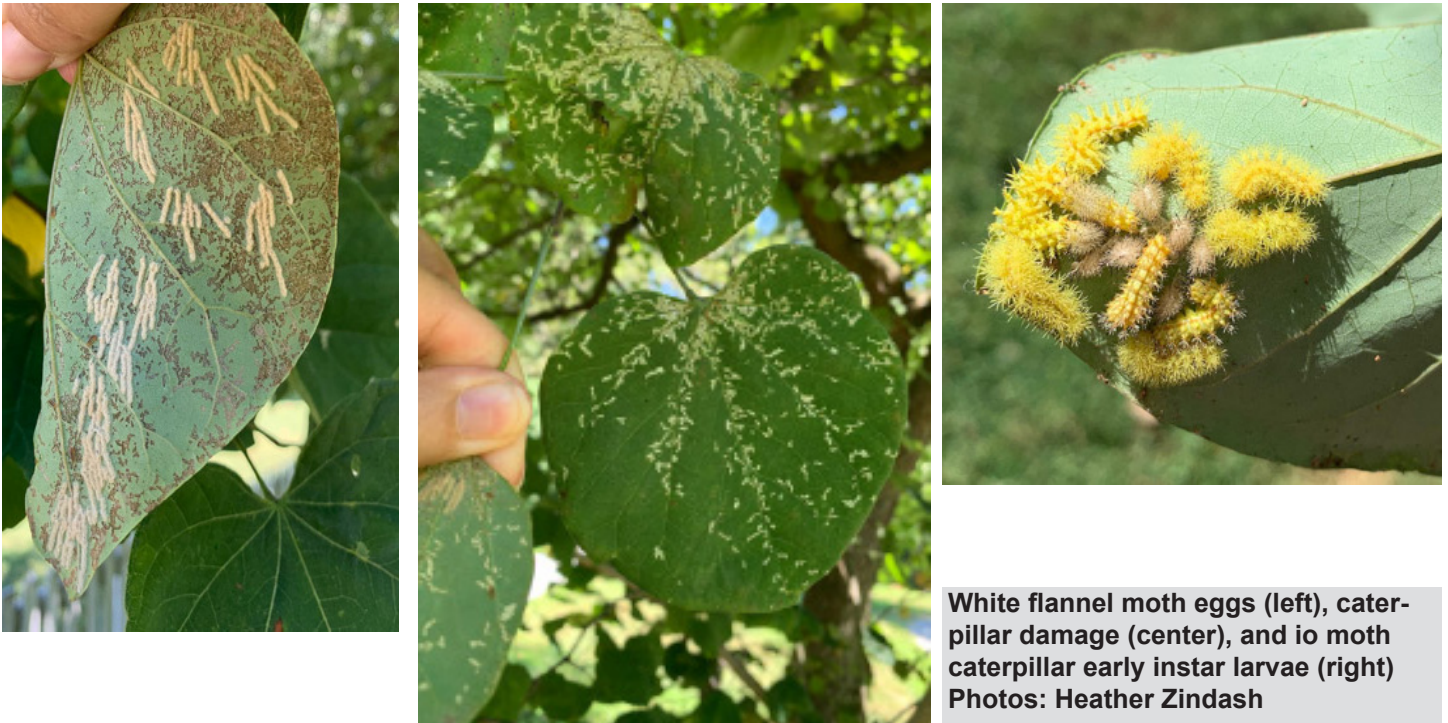 White flannel moth eggs (left), cater-
pillar damage (center), and io moth
caterpillar early instar larvae (right)
Photos: Heather Zindash